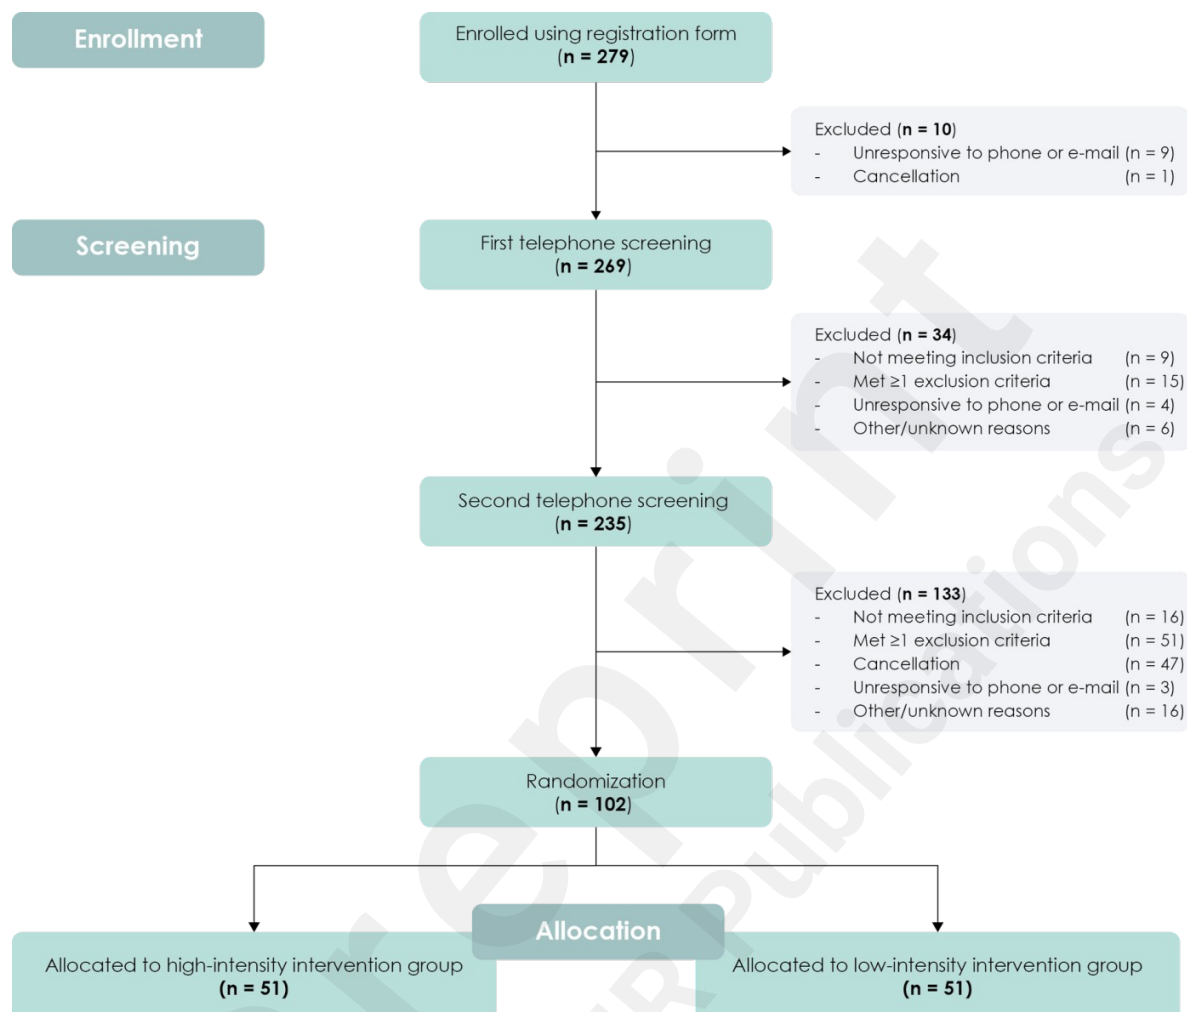 Enrollment
Enrolled using registration form
(n = 279)
Excluded (n = 10)
- Unresponsive to phone or e-mail (n = 9)
- Cancellation (n = 1)
Screening
First telephone screening
(n = 269)
Excluded (n = 34)
- Not meeting inclusion criteria (n = 9)
- Met ≥1 exclusion criteria (n = 15)
- Unresponsive to phone or e-mail (n = 4)
- Other/unknown reasons (n = 6)
Second telephone screening
(n = 235)
Excluded (n = 133)
- Not meeting inclusion criteria (n = 16)
- Met ≥1 exclusion criteria (n = 51)
- Cancellation (n = 47)
- Unresponsive to phone or e-mail (n = 3)
- Other/unknown reasons (n = 16)
Randomization
(n = 102)
Allocation
Allocated to high-intensity intervention group
(n = 51)
Allocated to low-intensity intervention group
(n = 51)
Preprint
Publications